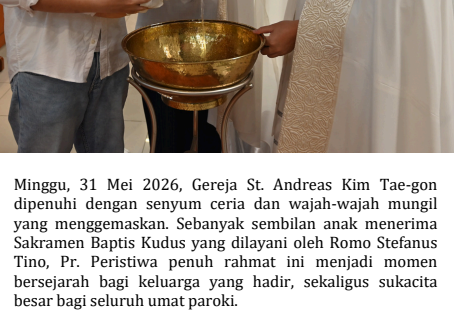 Minggu, 31 Mei 2026, Gereja St. Andreas Kim Tae-gon
dipenuhi dengan senyum ceria dan wajah-wajah mungil
yang menggemaskan. Sebanyak sembilan anak menerima
Sakramen Baptis Kudus yang dilayani oleh Romo Stefanus
Tino, Pr. Peristiwa penuh rahmat ini menjadi momen
bersejarah bagi keluarga yang hadir, sekaligus sukacita
besar bagi seluruh umat paroki.